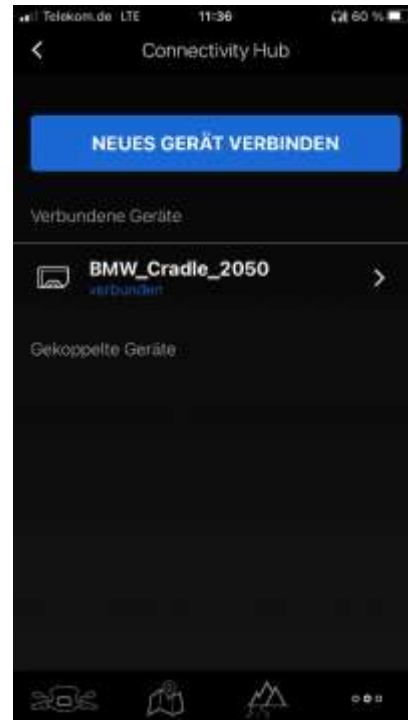 Telekom.de LTE 11:36 60 %
Connectivity Hub
NEUES GERÄT VERBINDEN
Verbundene Geräte
BMW_Cradle_2050
verbunden
Gekoppelte Geräte